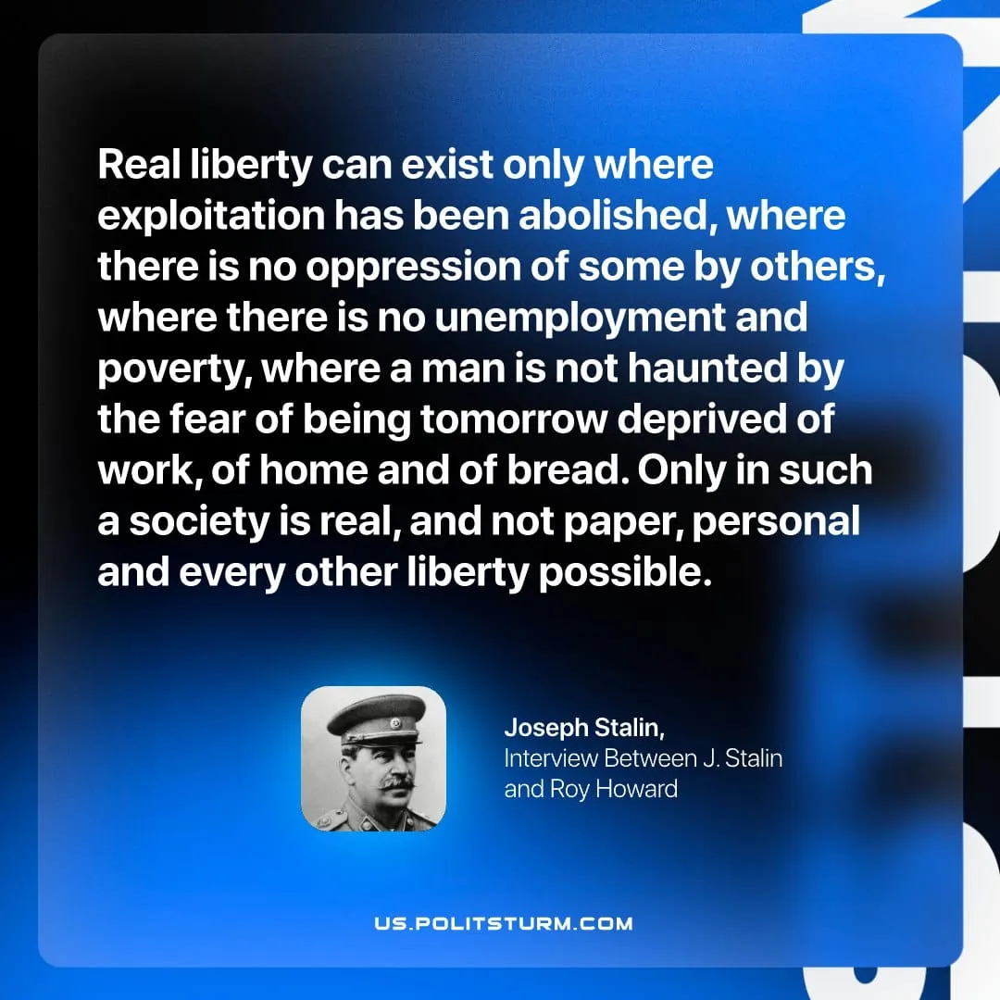 Real liberty can exist only where
exploitation has been abolished, where
there is no oppression of some by others,
where there is no unemployment and
poverty, where a man is not haunted by
the fear of being tomorrow deprived of
work, of home and of bread. Only in such
a society is real, and not paper, personal
and every other liberty possible.
Joseph Stalin,
Interview Between J. Stalin
and Roy Howard
US.POLITSTURM.COM